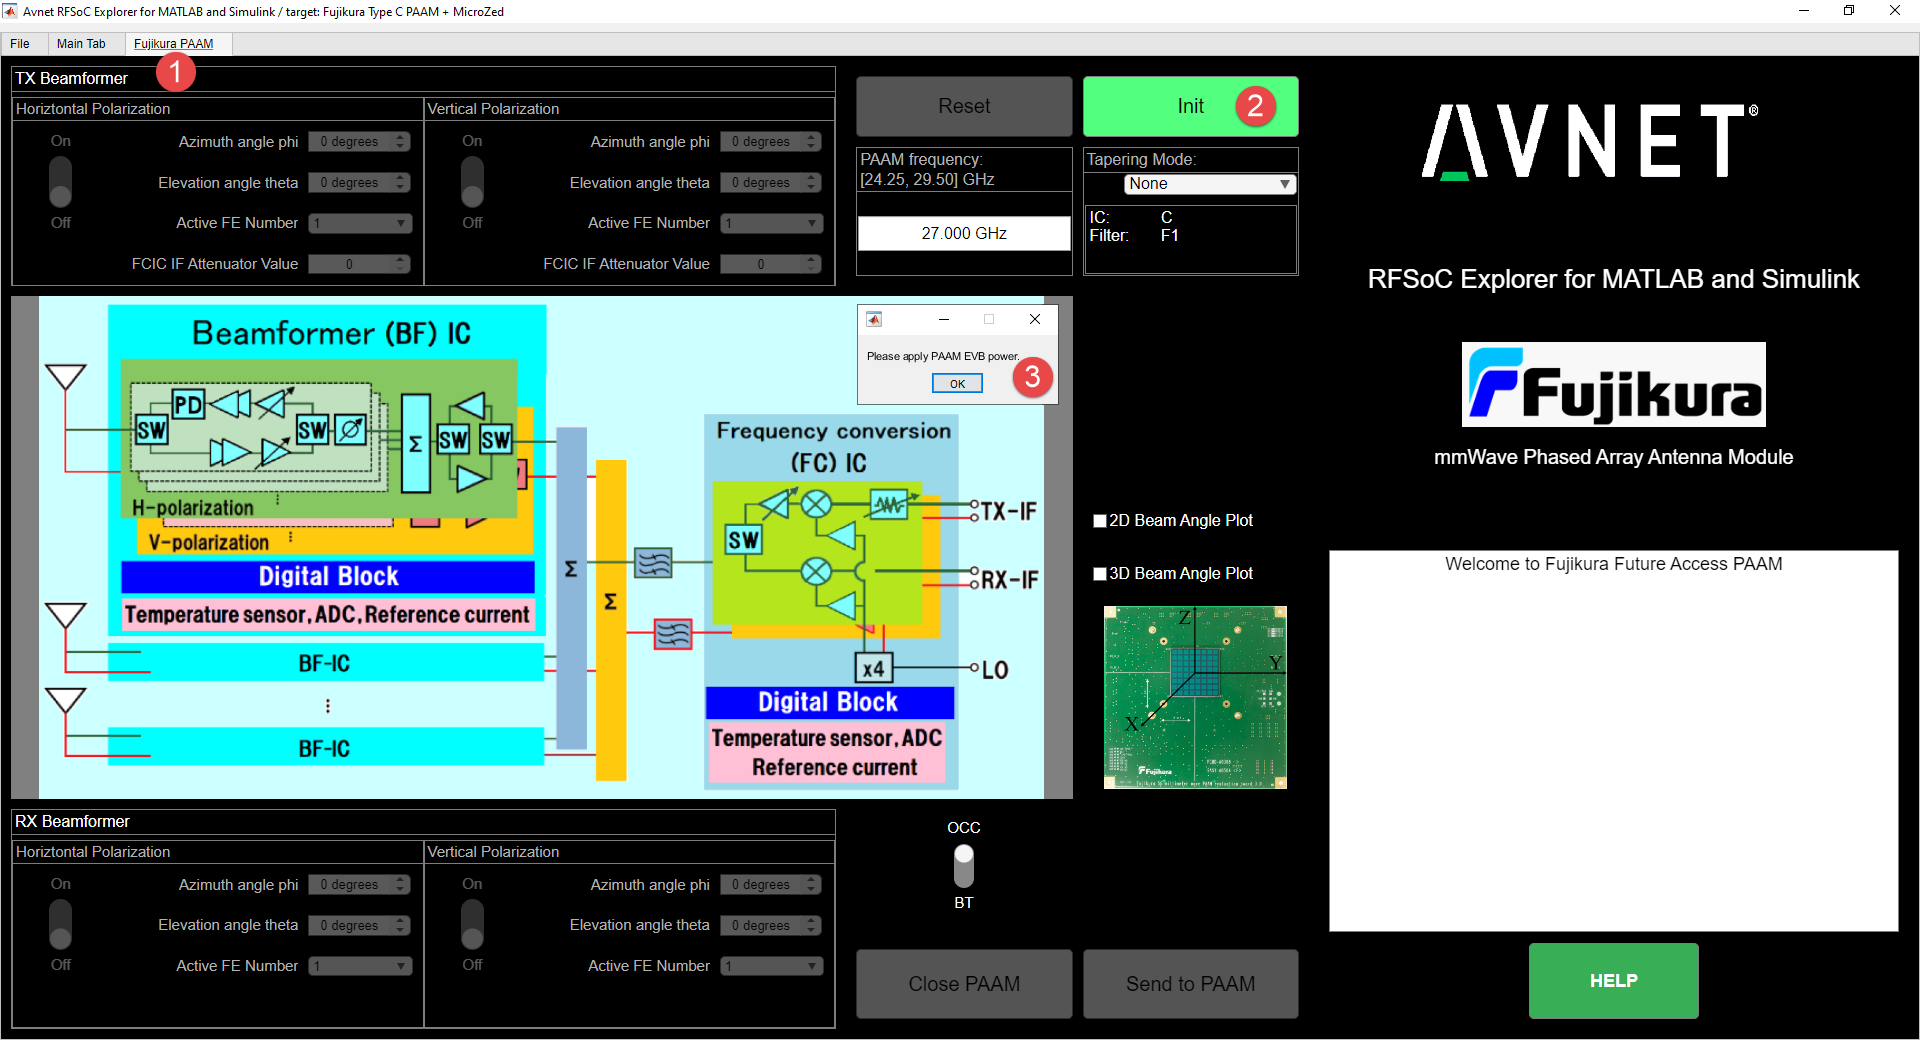 Avnet RFSoC Explorer for MATLAB and Simulink / target: Fujikura Type C PAAM + MicroZed
File Main Tab Fujikura PAAM
1
TX Beamformer
Horiztontal Polarization
On
Off
Azimuth angle phi 0 degrees
Elevation angle theta 0 degrees
Active FE Number 1
FCIC IF Attenuator Value 0
Vertical Polarization
On
Off
Azimuth angle phi 0 degrees
Elevation angle theta 0 degrees
Active FE Number 1
FCIC IF Attenuator Value 0
Reset
Init
2
PAAM frequency:
[24.25, 29.50] GHz
27.000 GHz
Tapering Mode:
None
IC: C
Filter: F1
AVNET®
RFSoC Explorer for MATLAB and Simulink
Fujikura
mmWave Phased Array Antenna Module
Beamformer (BF) IC
PD
SW
SW
Σ
SW
SW
H-polarization
V-polarization
Digital Block
Temperature sensor, ADC, Reference current
BF-IC
BF-IC
Σ
Σ
Please apply PAAM EVB power.
OK
3
Frequency conversion
(FC) IC
SW
TX-IF
RX-IF
x4
LO
Digital Block
Temperature sensor, ADC
Reference current
2D Beam Angle Plot
3D Beam Angle Plot
Z
Y
X
Fujikura
Welcome to Fujikura Future Access PAAM
RX Beamformer
Horiztontal Polarization
On
Off
Azimuth angle phi 0 degrees
Elevation angle theta 0 degrees
Active FE Number 1
Vertical Polarization
On
Off
Azimuth angle phi 0 degrees
Elevation angle theta 0 degrees
Active FE Number 1
OCC
BT
Close PAAM
Send to PAAM
HELP